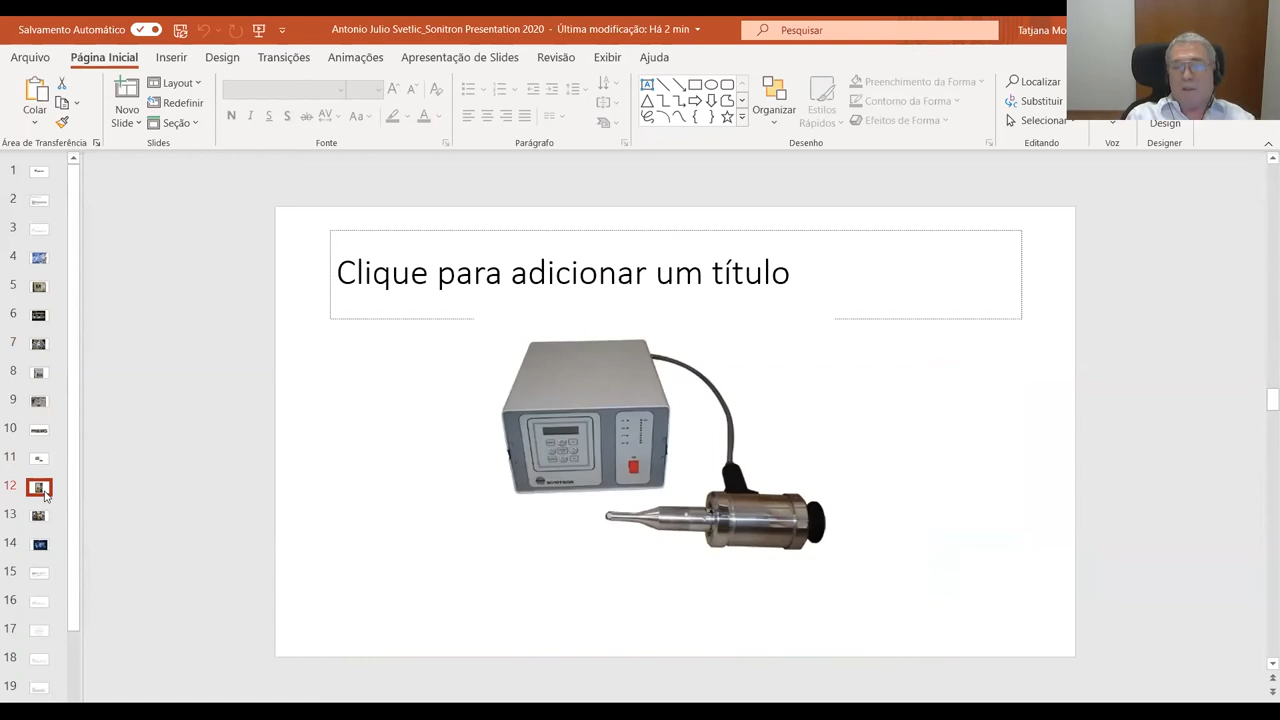 Salvamento Automático
Antonio Julio Svetlic_Sonitron Presentation 2020 - Última modificação: Há 2 min
Pesquisar
Tatjana Mo
Arquivo Página Inicial Inserir Design Transições Animações Apresentação de Slides Revisão Exibir Ajuda
Colar
Novo
Slide
Layout
Redefinir
Seção
N I S S ab AV Aa A
Organizar
Estilos
Rápidos
Preenchimento da Forma
Contorno da Forma
Efeitos de Forma
Localizar
Substituir
Selecionar
Design
Área de Transferência Slides Fonte Parágrafo Desenho Editando Voz Designer
1
2
3
4
5
6
7
8
9
10
11
12
13
14
15
16
17
18
19
Clique para adicionar um título